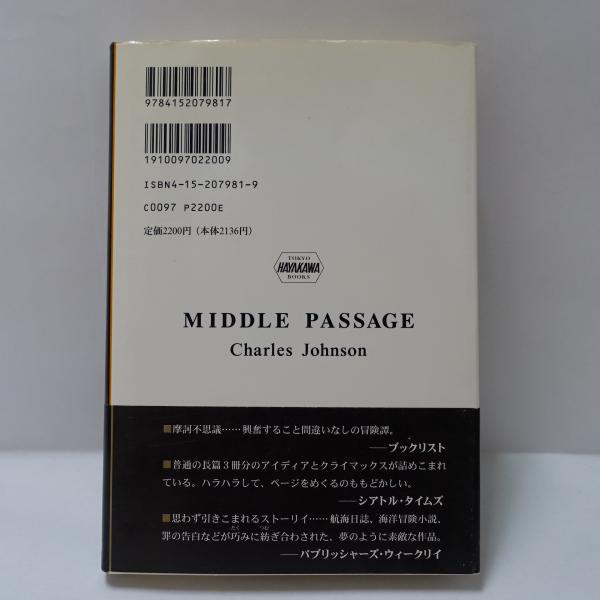 9784152079817
1910097022009
ISBN4-15-207981-9
C0097 P2200E
定価2200円（本体2136円）
TOKYO
HAYAKAWA
BOOKS
MIDDLE PASSAGE
Charles Johnson
■摩訶不思議……興奮すること間違いなしの冒険譚。
——ブックリスト
■普通の長篇3冊分のアイディアとクライマックスが詰めこまれ
ている。ハラハラして、ページをめくるのももどかしい。
——シアトル・タイムズ
■思わず引きこまれるストーリイ……航海日誌、海洋冒険小説、
たく つむ
罪の告白などが巧みに紡ぎ合わされた、夢のように素敵な作品。
——パブリッシャーズ・ウィークリイ